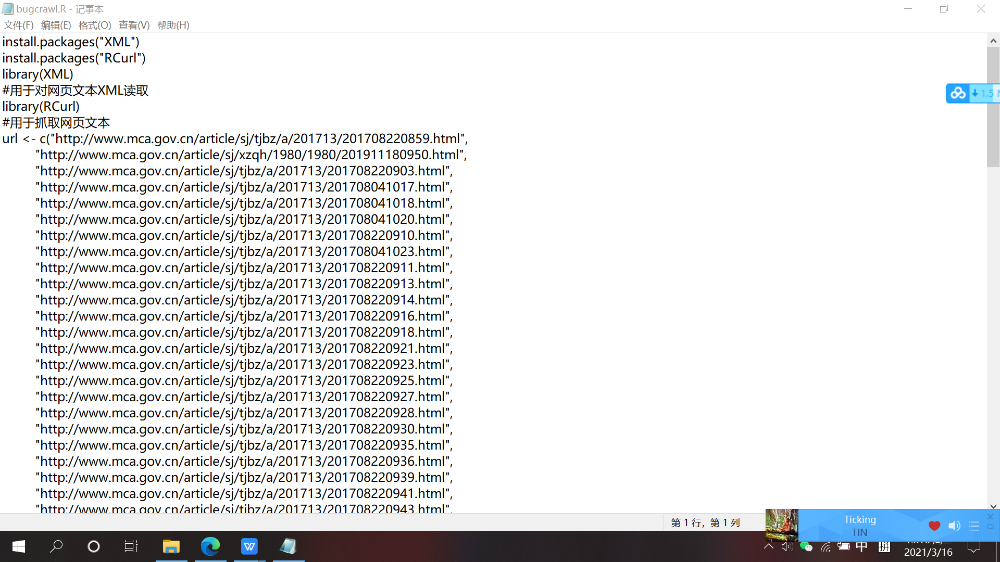 bugcrawl.R - 记事本
文件(F) 编辑(E) 格式(O) 查看(V) 帮助(H)
install.packages("XML")
install.packages("RCurl")
library(XML)
#用于对网页文本XML读取
library(RCurl)
#用于抓取网页文本
url <- c("http://www.mca.gov.cn/article/sj/tjbz/a/201713/201708220859.html",
"http://www.mca.gov.cn/article/sj/xzqh/1980/1980/201911180950.html",
"http://www.mca.gov.cn/article/sj/tjbz/a/201713/201708220903.html",
"http://www.mca.gov.cn/article/sj/tjbz/a/201713/201708041017.html",
"http://www.mca.gov.cn/article/sj/tjbz/a/201713/201708041018.html",
"http://www.mca.gov.cn/article/sj/tjbz/a/201713/201708041020.html",
"http://www.mca.gov.cn/article/sj/tjbz/a/201713/201708220910.html",
"http://www.mca.gov.cn/article/sj/tjbz/a/201713/201708041023.html",
"http://www.mca.gov.cn/article/sj/tjbz/a/201713/201708220911.html",
"http://www.mca.gov.cn/article/sj/tjbz/a/201713/201708220913.html",
"http://www.mca.gov.cn/article/sj/tjbz/a/201713/201708220914.html",
"http://www.mca.gov.cn/article/sj/tjbz/a/201713/201708220916.html",
"http://www.mca.gov.cn/article/sj/tjbz/a/201713/201708220918.html",
"http://www.mca.gov.cn/article/sj/tjbz/a/201713/201708220921.html",
"http://www.mca.gov.cn/article/sj/tjbz/a/201713/201708220923.html",
"http://www.mca.gov.cn/article/sj/tjbz/a/201713/201708220925.html",
"http://www.mca.gov.cn/article/sj/tjbz/a/201713/201708220927.html",
"http://www.mca.gov.cn/article/sj/tjbz/a/201713/201708220928.html",
"http://www.mca.gov.cn/article/sj/tjbz/a/201713/201708220930.html",
"http://www.mca.gov.cn/article/sj/tjbz/a/201713/201708220935.html",
"http://www.mca.gov.cn/article/sj/tjbz/a/201713/201708220936.html",
"http://www.mca.gov.cn/article/sj/tjbz/a/201713/201708220939.html",
"http://www.mca.gov.cn/article/sj/tjbz/a/201713/201708220941.html",
"http://www.mca.gov.cn/article/sj/tjbz/a/201713/201708220943.html",
1.5
第 1 行，第 1 列
Ticking
TIN
中 拼
2021/3/16